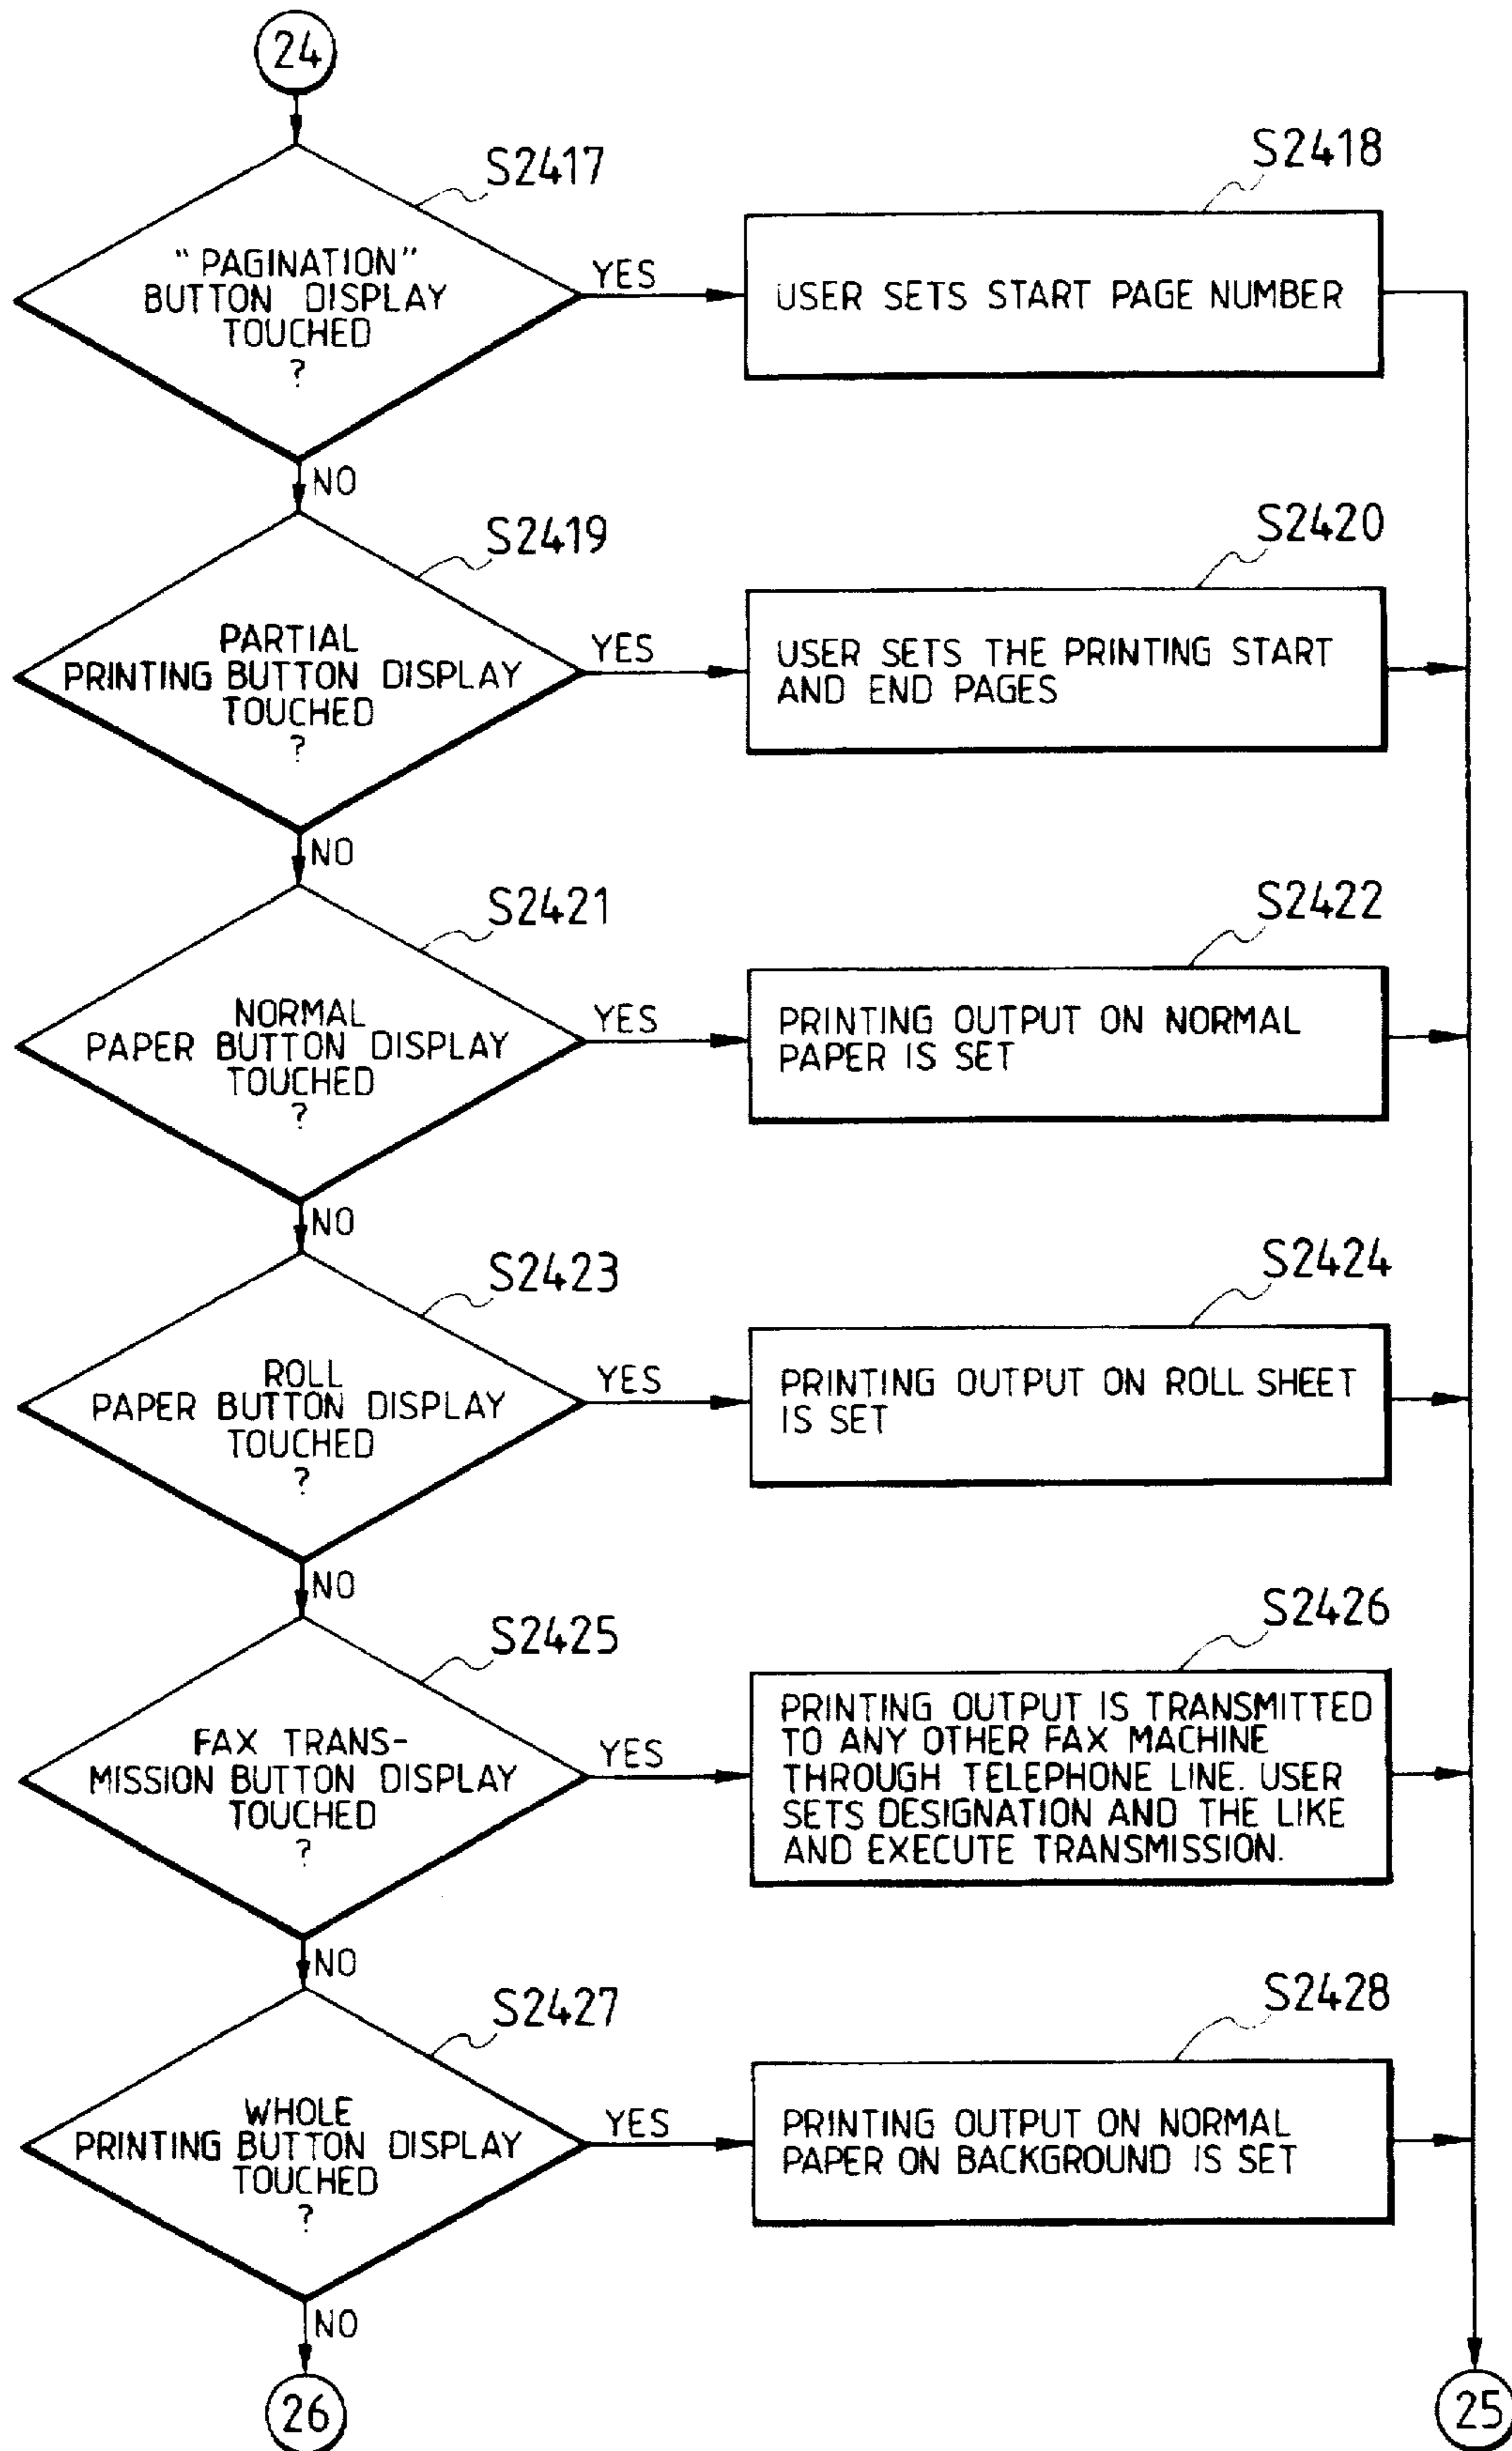 24
S2417
"PAGINATION"
BUTTON DISPLAY
TOUCHED
?
YES
S2418
USER SETS START PAGE NUMBER
NO
S2419
PARTIAL
PRINTING BUTTON DISPLAY
TOUCHED
?
YES
S2420
USER SETS THE PRINTING START
AND END PAGES
NO
S2421
NORMAL
PAPER BUTTON DISPLAY
TOUCHED
?
YES
S2422
PRINTING OUTPUT ON NORMAL
PAPER IS SET
NO
S2423
ROLL
PAPER BUTTON DISPLAY
TOUCHED
?
YES
S2424
PRINTING OUTPUT ON ROLL SHEET
IS SET
NO
S2425
FAX TRANS-
MISSION BUTTON DISPLAY
TOUCHED
?
YES
S2426
PRINTING OUTPUT IS TRANSMITTED
TO ANY OTHER FAX MACHINE
THROUGH TELEPHONE LINE. USER
SETS DESIGNATION AND THE LIKE
AND EXECUTE TRANSMISSION.
NO
S2427
WHOLE
PRINTING BUTTON DISPLAY
TOUCHED
?
YES
S2428
PRINTING OUTPUT ON NORMAL
PAPER ON BACKGROUND IS SET
NO
26
25